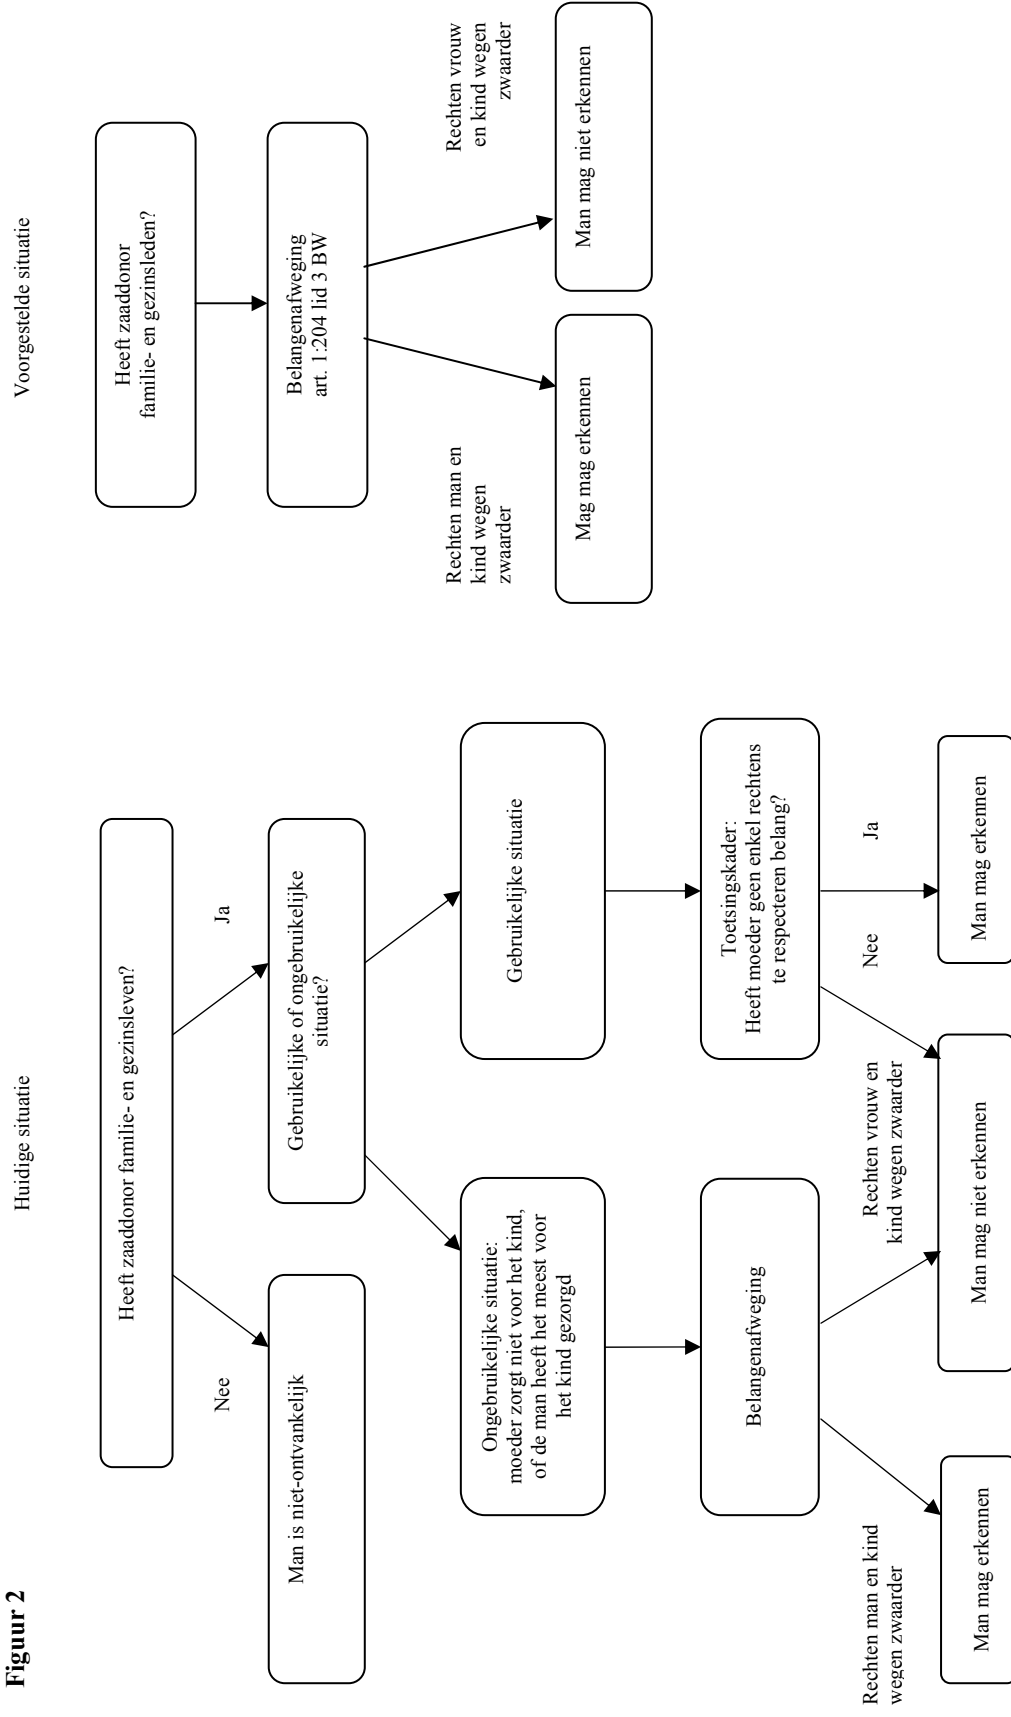 Figuur 2
Huidige situatie
Heeft zaaddonor familie- en gezinsleven?
Nee
Ja
Man is niet-ontvankelijk
Gebruikelijke of ongebruikelijke
situatie?
Ongebruikelijke situatie:
moeder zorgt niet voor het kind,
of de man heeft het meest voor
het kind gezorgd
Gebruikelijke situatie
Belangenafweging
Toetsingskader:
Heeft moeder geen enkel rechtens
te respecteren belang?
Rechten man en kind
wegen zwaarder
Rechten vrouw en
kind wegen zwaarder
Nee
Ja
Man mag erkennen
Man mag niet erkennen
Man mag erkennen
Voorgestelde situatie
Heeft zaaddonor
familie- en gezinsleden?
Belangenafweging
art. 1:204 lid 3 BW
Rechten man en
kind wegen
zwaarder
Rechten vrouw
en kind wegen
zwaarder
Mag mag erkennen
Man mag niet erkennen